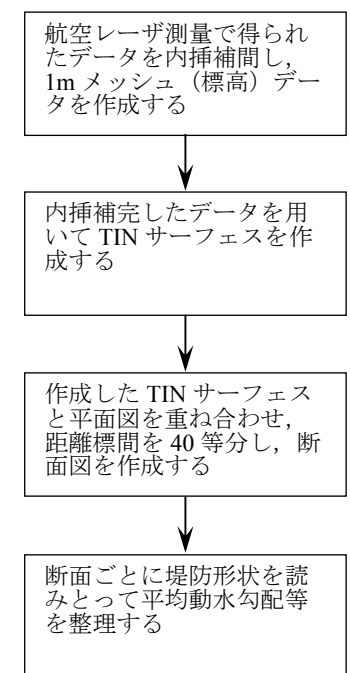 航空レーザ測量で得られ
たデータを内挿補間し，
1m メッシュ（標高）デー
タを作成する
内挿補完したデータを用
いて TIN サーフェスを作
成する
作成した TIN サーフェス
と平面図を重ね合わせ，
距離標間を 40 等分し，断
面図を作成する
断面ごとに堤防形状を読
みとって平均動水勾配等
を整理する